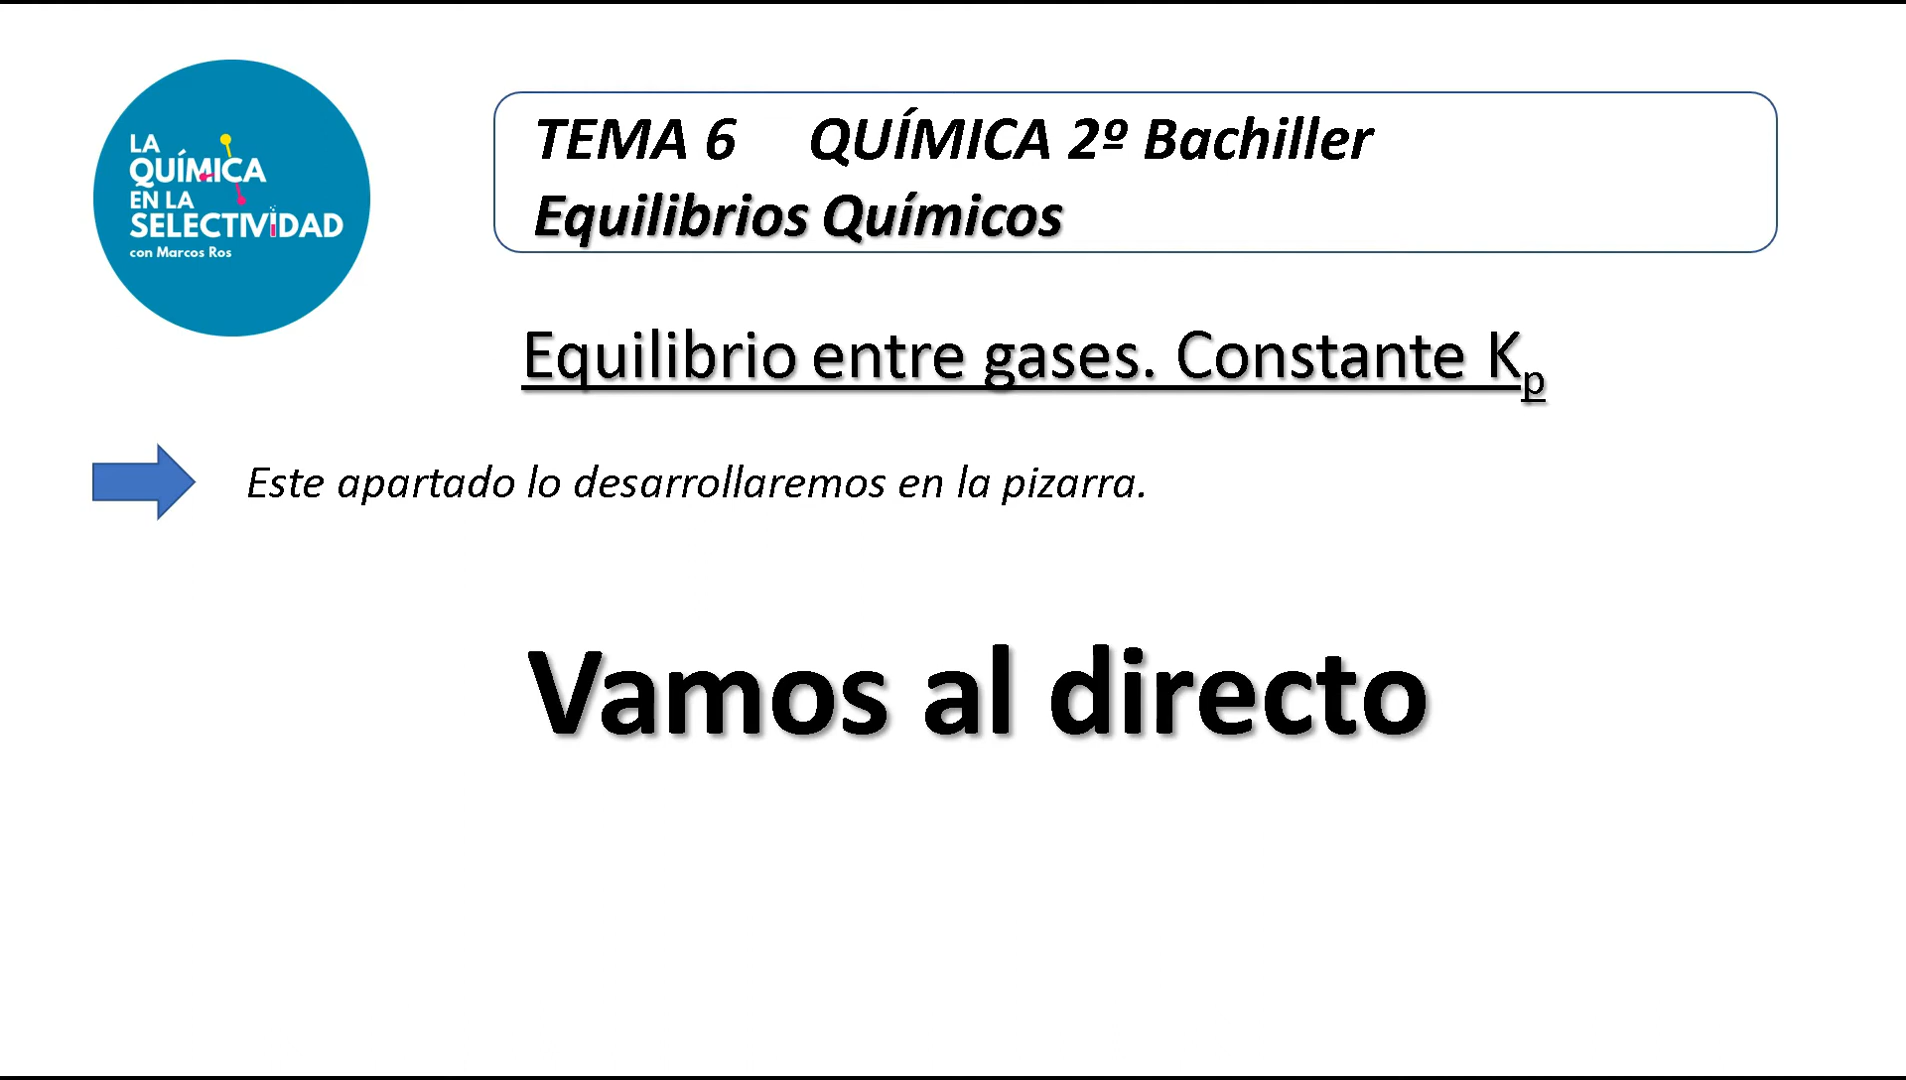 LA
QUÍMICA
EN LA
SELECTIVIDAD
con Marcos Ros
TEMA 6 QUÍMICA 2º Bachiller
Equilibrios Químicos
Equilibrio entre gases. Constante Kp
Este apartado lo desarrollaremos en la pizarra.
Vamos al directo